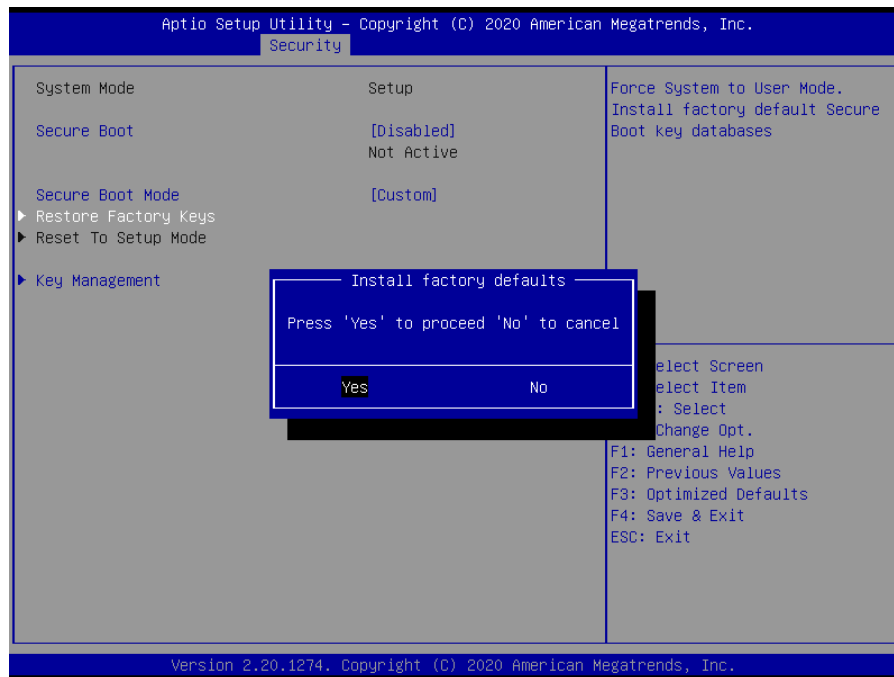 Aptio Setup Utility – Copyright (C) 2020 American Megatrends, Inc.
Security
System Mode Setup
Secure Boot [Disabled]
Not Active
Secure Boot Mode [Custom]
Restore Factory Keys
Reset To Setup Mode
Key Management
Force System to User Mode.
Install factory default Secure
Boot key databases
Install factory defaults
Press 'Yes' to proceed 'No' to cancel
Yes No
elect Screen
elect Item
: Select
Change Opt.
F1: General Help
F2: Previous Values
F3: Optimized Defaults
F4: Save & Exit
ESC: Exit
Version 2.20.1274. Copyright (C) 2020 American Megatrends, Inc.